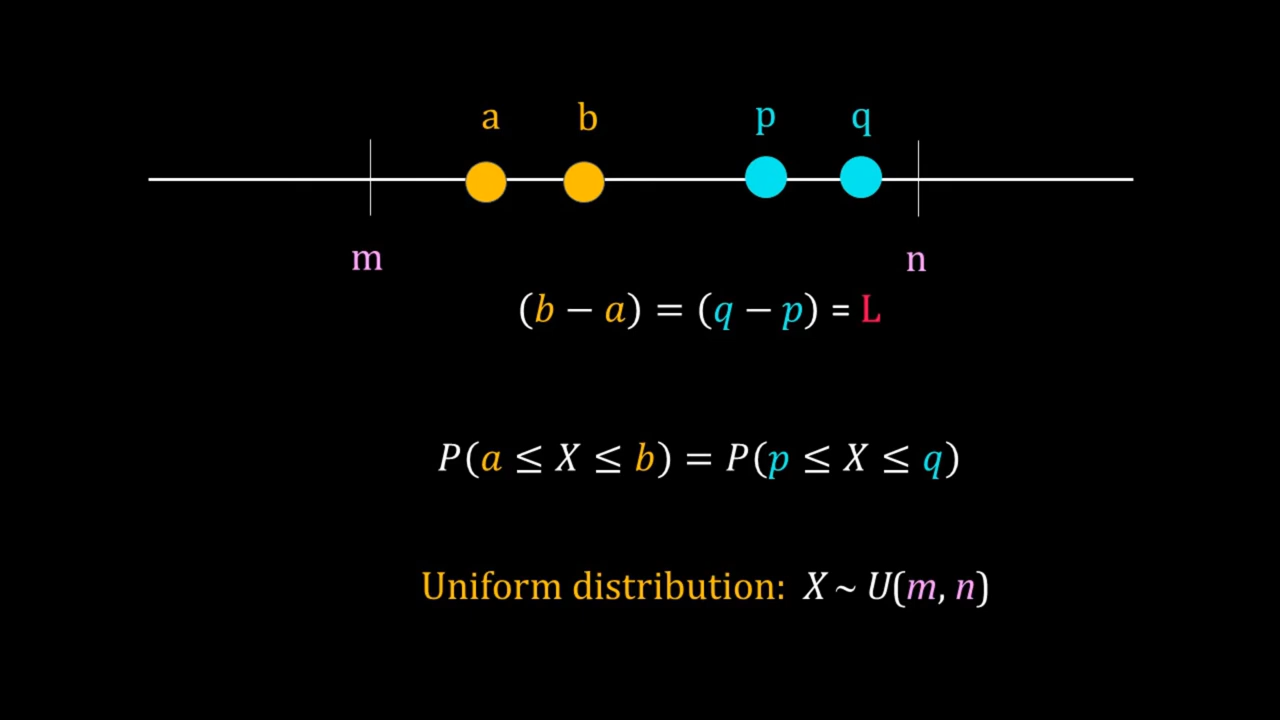 a b p q
m n
(b − a) = (q − p) = L
P(a ≤ X ≤ b) = P(p ≤ X ≤ q)
Uniform distribution: X ~ U(m, n)